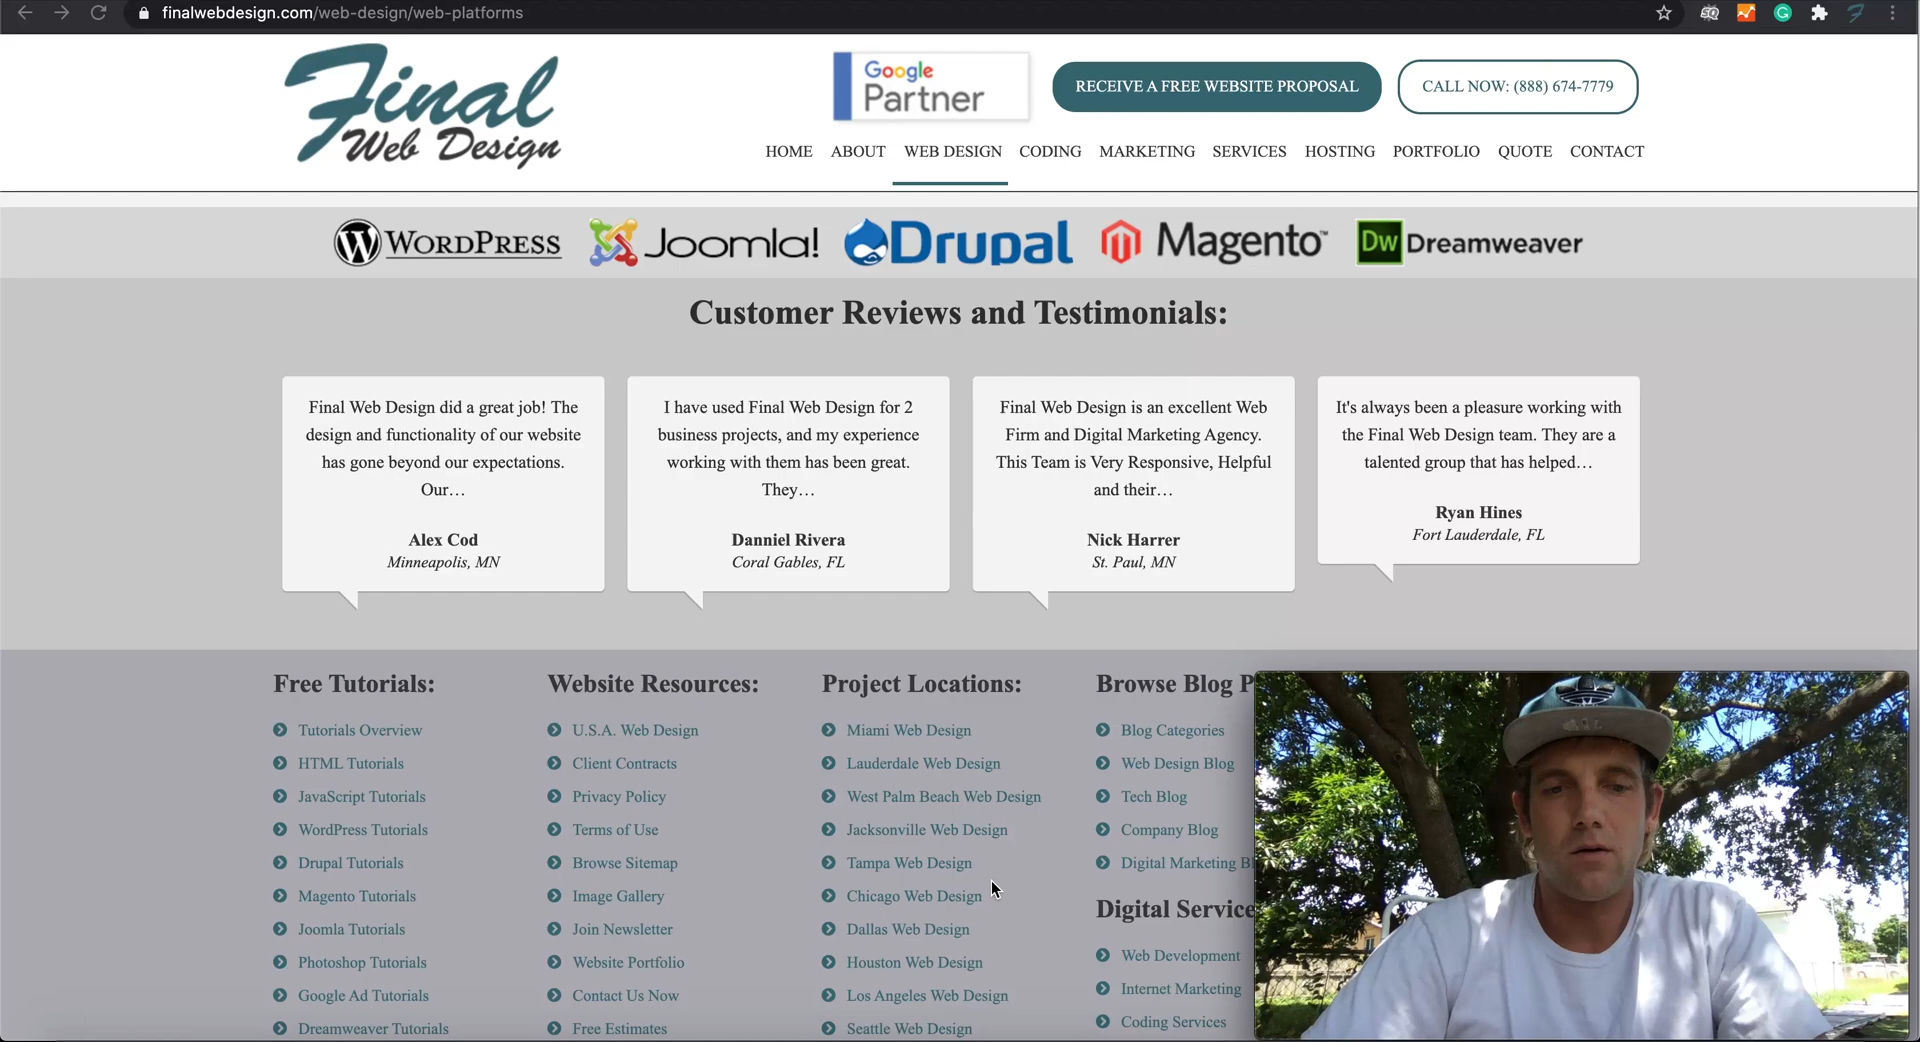 finalwebdesign.com/web-design/web-platforms
Final
Web Design
Google
Partner
RECEIVE A FREE WEBSITE PROPOSAL
CALL NOW: (888) 674-7779
HOME ABOUT WEB DESIGN CODING MARKETING SERVICES HOSTING PORTFOLIO QUOTE CONTACT
WORDPRESS Joomla! Drupal Magento™ Dw Dreamweaver
Customer Reviews and Testimonials:
Final Web Design did a great job! The
design and functionality of our website
has gone beyond our expectations.
Our…
Alex Cod
Minneapolis, MN
I have used Final Web Design for 2
business projects, and my experience
working with them has been great.
They…
Danniel Rivera
Coral Gables, FL
Final Web Design is an excellent Web
Firm and Digital Marketing Agency.
This Team is Very Responsive, Helpful
and their…
Nick Harrer
St. Paul, MN
It's always been a pleasure working with
the Final Web Design team. They are a
talented group that has helped…
Ryan Hines
Fort Lauderdale, FL
Free Tutorials:
Tutorials Overview
HTML Tutorials
JavaScript Tutorials
WordPress Tutorials
Drupal Tutorials
Magento Tutorials
Joomla Tutorials
Photoshop Tutorials
Google Ad Tutorials
Dreamweaver Tutorials
Website Resources:
U.S.A. Web Design
Client Contracts
Privacy Policy
Terms of Use
Browse Sitemap
Image Gallery
Join Newsletter
Website Portfolio
Contact Us Now
Free Estimates
Project Locations:
Miami Web Design
Lauderdale Web Design
West Palm Beach Web Design
Jacksonville Web Design
Tampa Web Design
Chicago Web Design
Dallas Web Design
Houston Web Design
Los Angeles Web Design
Seattle Web Design
Browse Blog P
Blog Categories
Web Design Blog
Tech Blog
Company Blog
Digital Marketing B
Digital Service
Web Development
Internet Marketing
Coding Services